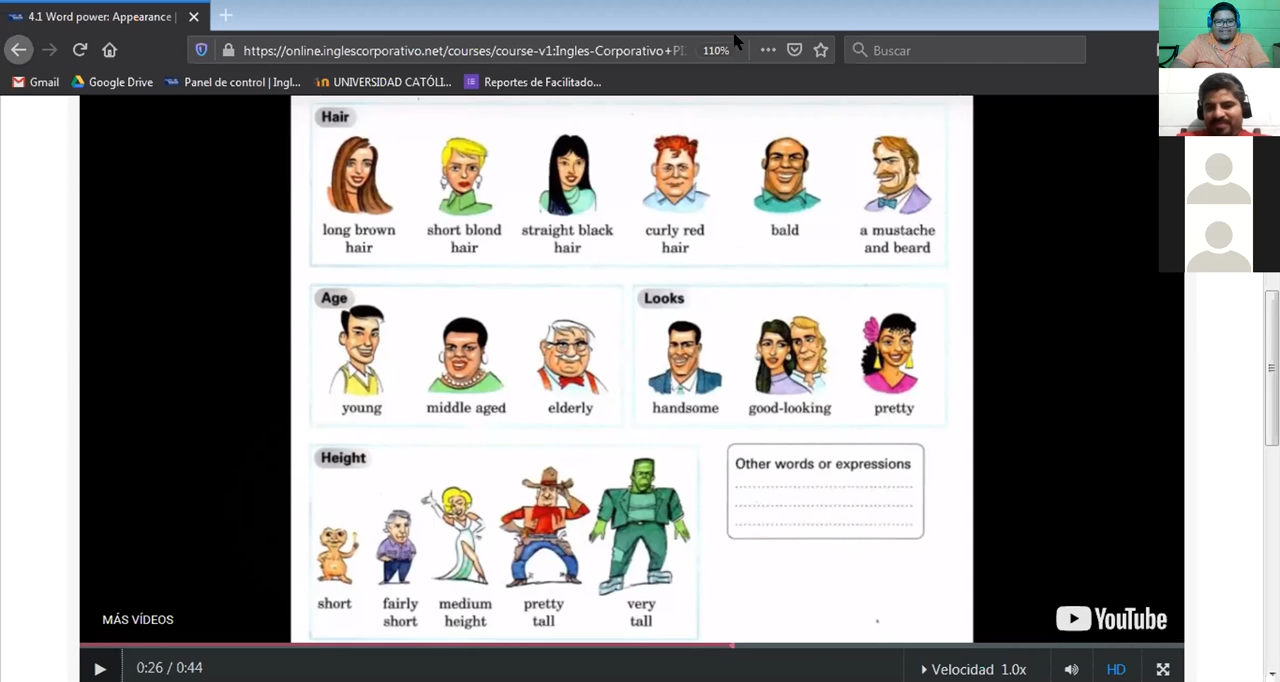 4.1 Word power: Appearance |
https://online.inglescorporativo.net/courses/course-v1:Ingles-Corporativo+PI
110%
Buscar
Gmail
Google Drive
Panel de control | Ingl...
UNIVERSIDAD CATÓLI...
Reportes de Facilitado...
Hair
long brown hair
short blond hair
straight black hair
curly red hair
bald
a mustache and beard
Age
young
middle aged
elderly
Looks
handsome
good-looking
pretty
Height
short
fairly short
medium height
pretty tall
very tall
Other words or expressions
MÁS VÍDEOS
YouTube
0:26 / 0:44
Velocidad 1.0x
HD